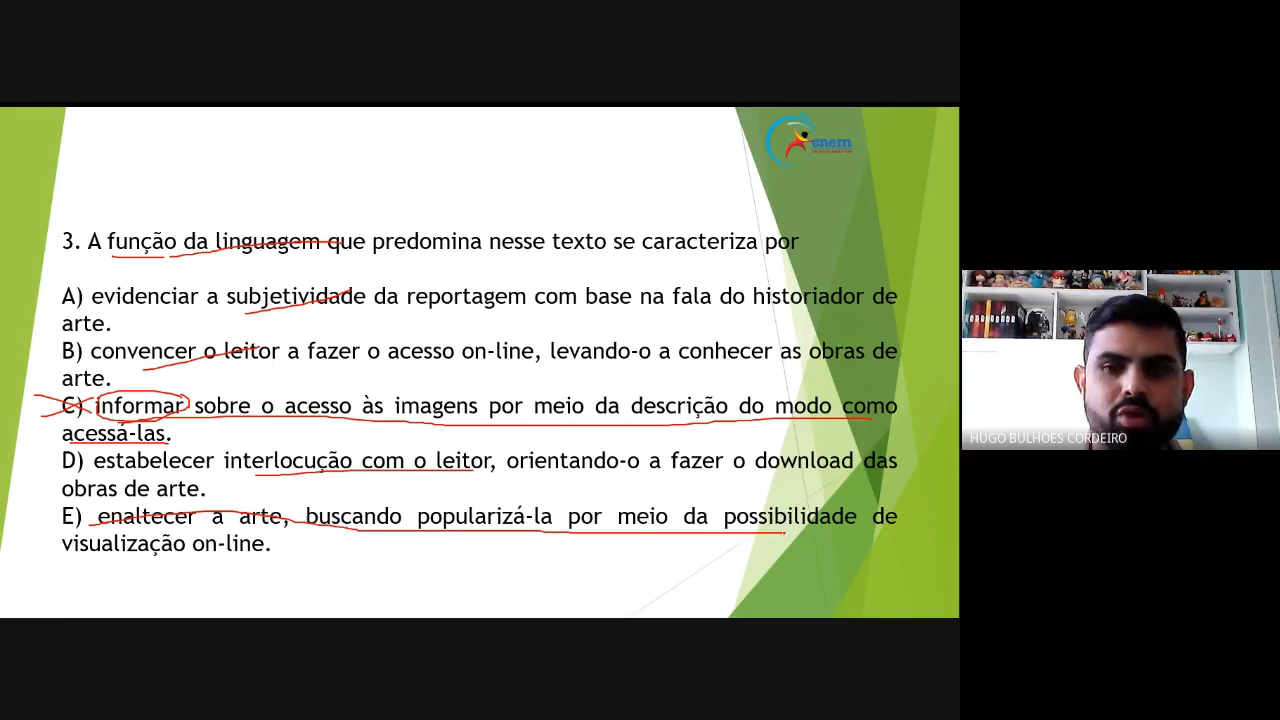 enem
3. A função da linguagem que predomina nesse texto se caracteriza por
A) evidenciar a subjetividade da reportagem com base na fala do historiador de
arte.
B) convencer o leitor a fazer o acesso on-line, levando-o a conhecer as obras de
arte.
C) informar sobre o acesso às imagens por meio da descrição do modo como
acessá-las.
D) estabelecer interlocução com o leitor, orientando-o a fazer o download das
obras de arte.
E) enaltecer a arte, buscando popularizá-la por meio da possibilidade de
visualização on-line.
HUGO BULHOES CORDEIRO